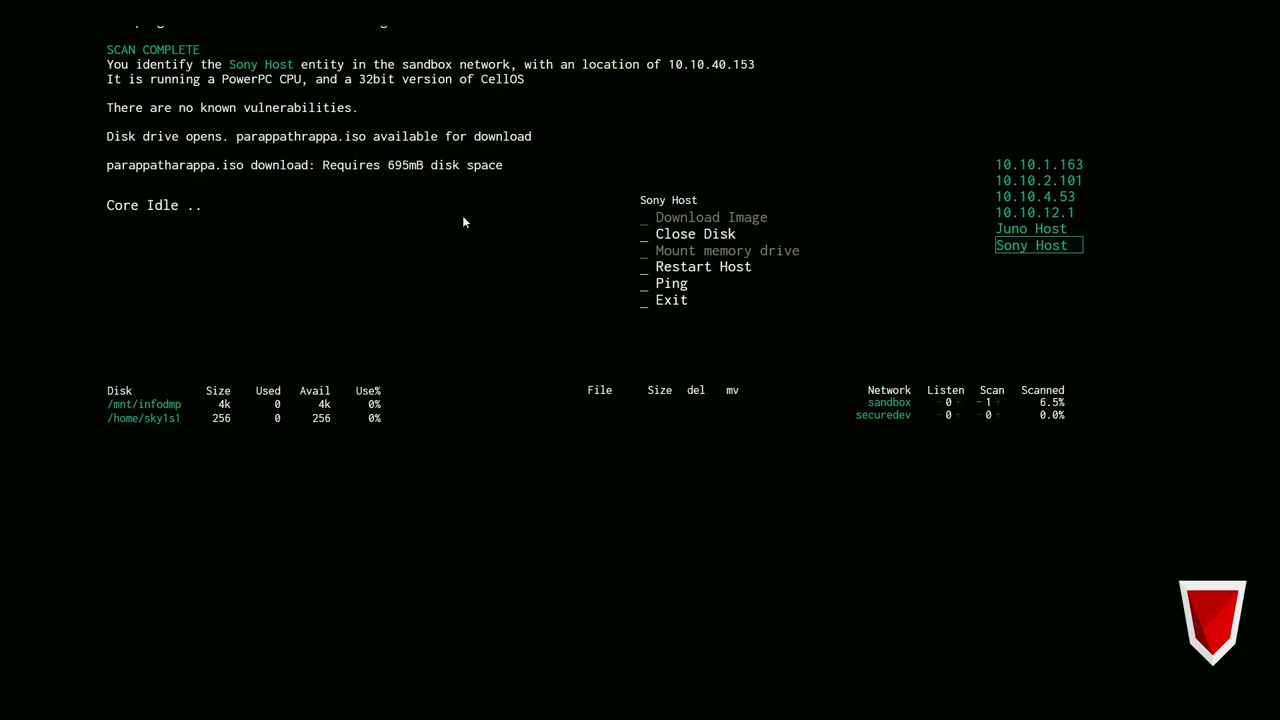 SCAN COMPLETE
You identify the Sony Host entity in the sandbox network, with an location of 10.10.40.153
It is running a PowerPC CPU, and a 32bit version of CellOS
There are no known vulnerabilities.
Disk drive opens. parappathrappa.iso available for download
parappatharappa.iso download: Requires 695mB disk space
Core Idle ..
Sony Host
_ Download Image
_ Close Disk
_ Mount memory drive
_ Restart Host
_ Ping
_ Exit
10.10.1.163
10.10.2.101
10.10.4.53
10.10.12.1
Juno Host
Sony Host
Disk Size Used Avail Use%
/mnt/infodmp 4k 0 4k 0%
/home/sky1s1 256 0 256 0%
File Size del mv
Network Listen Scan Scanned
sandbox - 0 + - 1 + 6.5%
securedev - 0 + - 0 + 0.0%